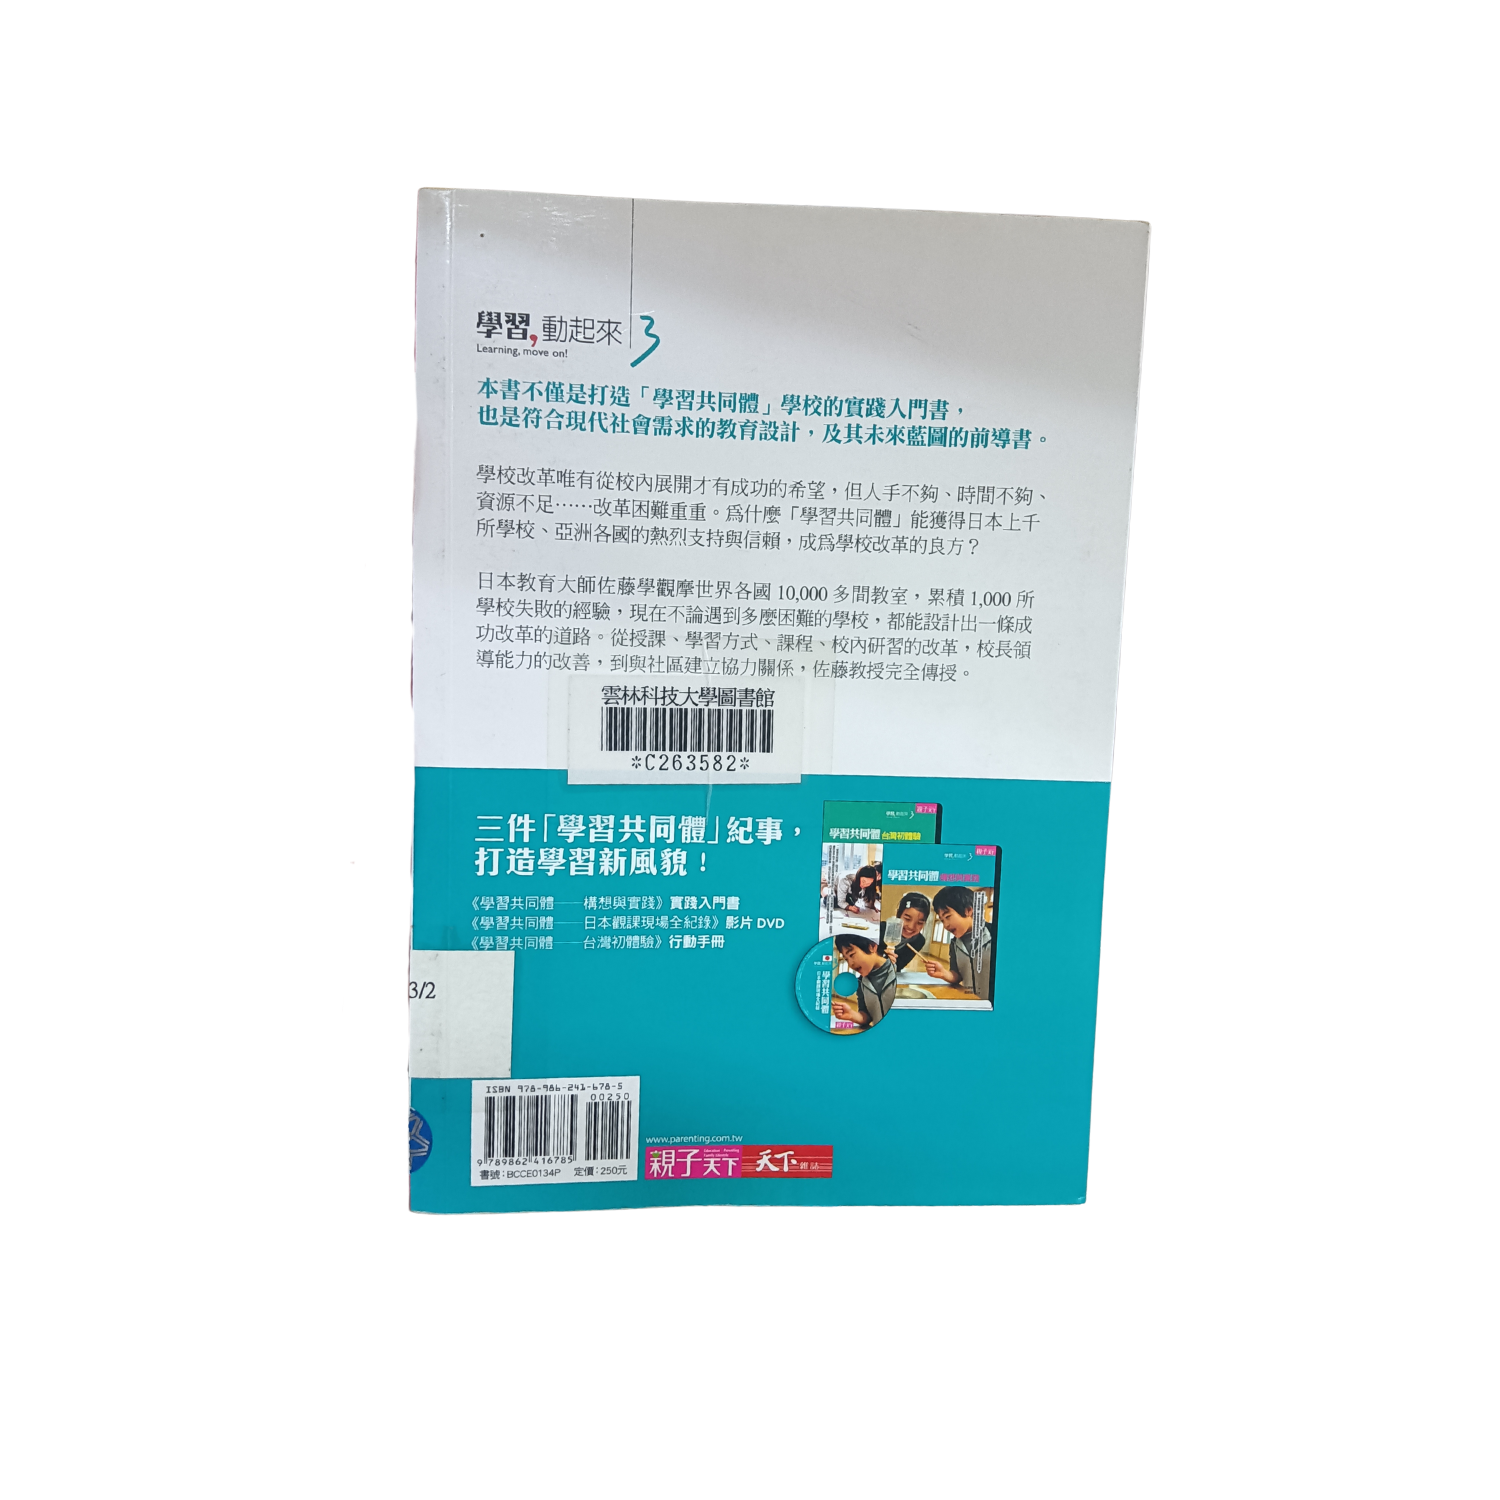 學習,動起來 3
Learning, move on!
本書不僅是打造「學習共同體」學校的實踐入門書，
也是符合現代社會需求的教育設計，及其未來藍圖的前導書。
學校改革唯有從校內展開才有成功的希望，但人手不夠、時間不夠、
資源不足……改革困難重重。為什麼「學習共同體」能獲得日本上千
所學校、亞洲各國的熱烈支持與信賴，成為學校改革的良方？
日本教育大師佐藤學觀摩世界各國 10,000 多間教室，累積 1,000 所
學校失敗的經驗，現在不論遇到多麼困難的學校，都能設計出一條成
功改革的道路。從授課、學習方式、課程、校內研習的改革，校長領
導能力的改善，到與社區建立協力關係，佐藤教授完全傳授。
雲林科技大學圖書館
*C263582*
三件「學習共同體」紀事，
打造學習新風貌！
《學習共同體——構想與實踐》實踐入門書
《學習共同體——日本觀課現場全紀錄》影片 DVD
《學習共同體——台灣初體驗》行動手冊
親子天下
學習共同體 台灣初體驗
親子天下
學習共同體
學習共同體
3/2
ISBN 978-986-241-678-5
00250
9 789862 416785
書號：BCCE0134P 定價：250元
www.parenting.com.tw
親子天下
天下雜誌